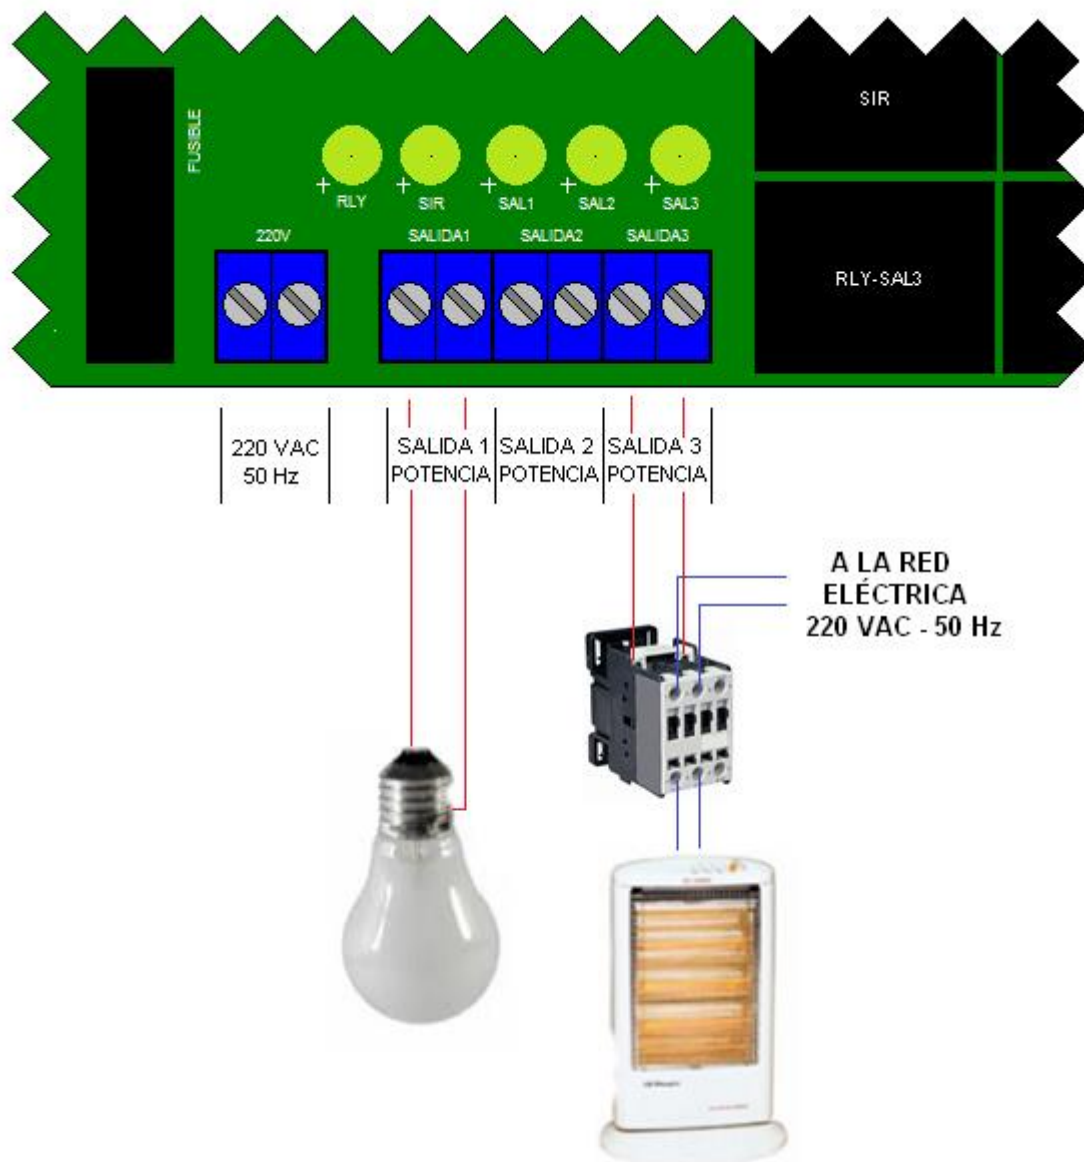 SIR
FUSIBLE
RLY
SIR
SAL1
SAL2
SAL3
220V
SALIDA1
SALIDA2
SALIDA3
RLY-SAL3
220 VAC
50 Hz
SALIDA 1
POTENCIA
SALIDA 2
POTENCIA
SALIDA 3
POTENCIA
A LA RED
ELÉCTRICA
220 VAC - 50 Hz